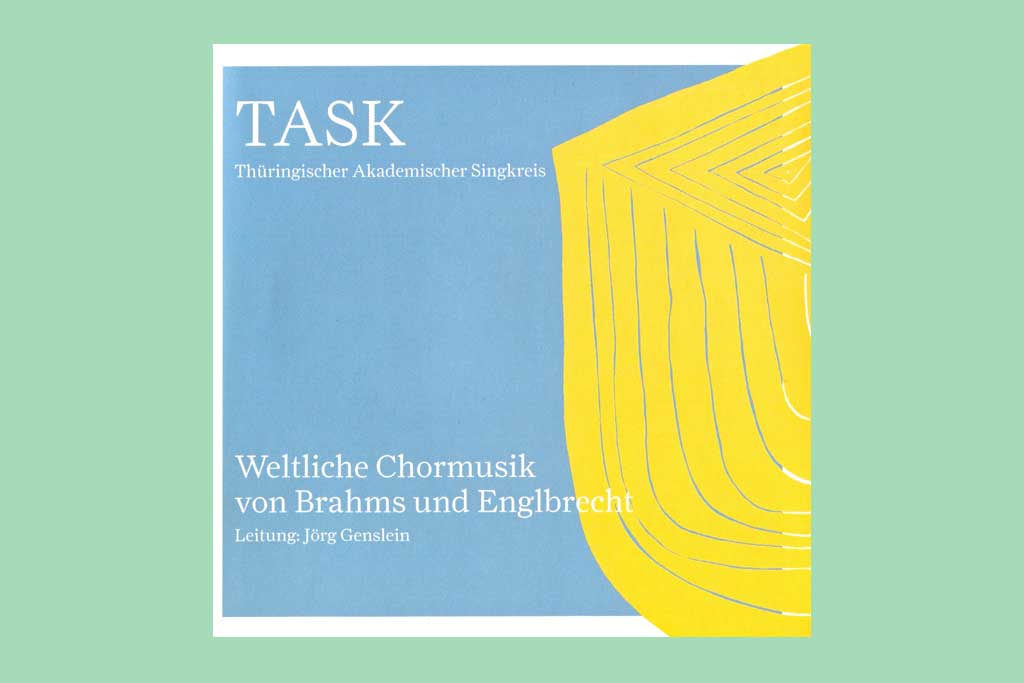 TASK
Thüringischer Akademischer Singkreis
Weltliche Chormusik
von Brahms und Englbrecht
Leitung: Jörg Genslein